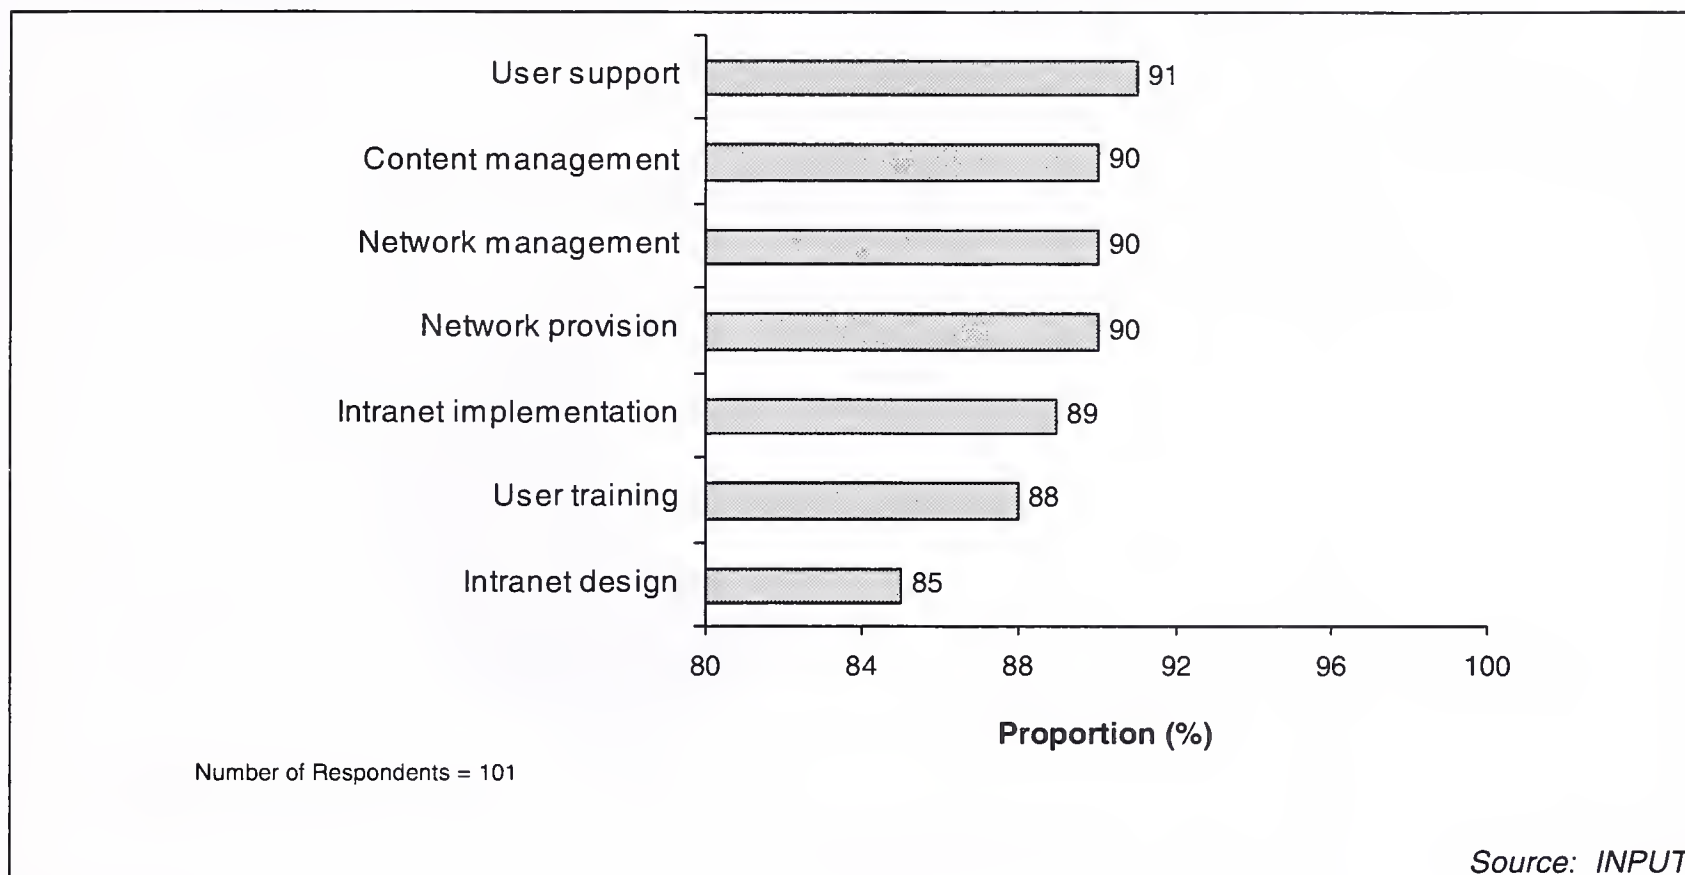 User support 91
Content management 90
Network management 90
Network provision 90
Intranet implementation 89
User training 88
Intranet design 85
80 84 88 92 96 100
Proportion (%)
Number of Respondents = 101
Source: INPUT